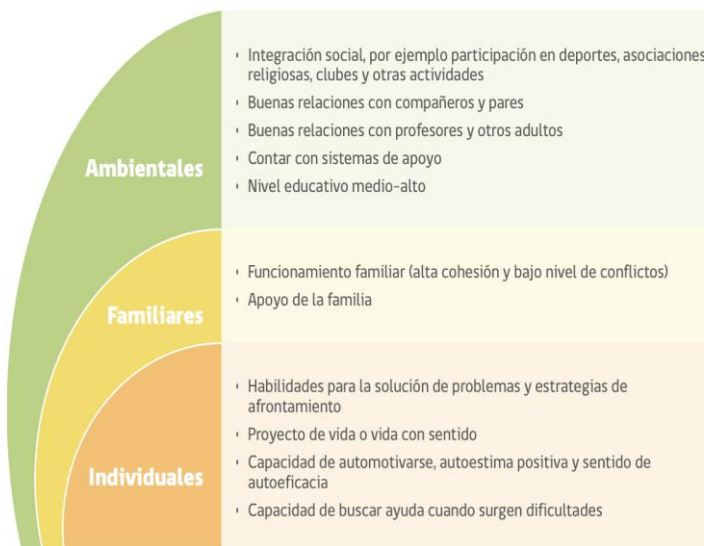 Ambientales
• Integración social, por ejemplo participación en deportes, asociaciones
religiosas, clubes y otras actividades
• Buenas relaciones con compañeros y pares
• Buenas relaciones con profesores y otros adultos
• Contar con sistemas de apoyo
• Nivel educativo medio-alto
Familiares
• Funcionamiento familiar (alta cohesión y bajo nivel de conflictos)
• Apoyo de la familia
Individuales
• Habilidades para la solución de problemas y estrategias de
afrontamiento
• Proyecto de vida o vida con sentido
• Capacidad de automotivarse, autoestima positiva y sentido de
autoeficacia
• Capacidad de buscar ayuda cuando surgen dificultades